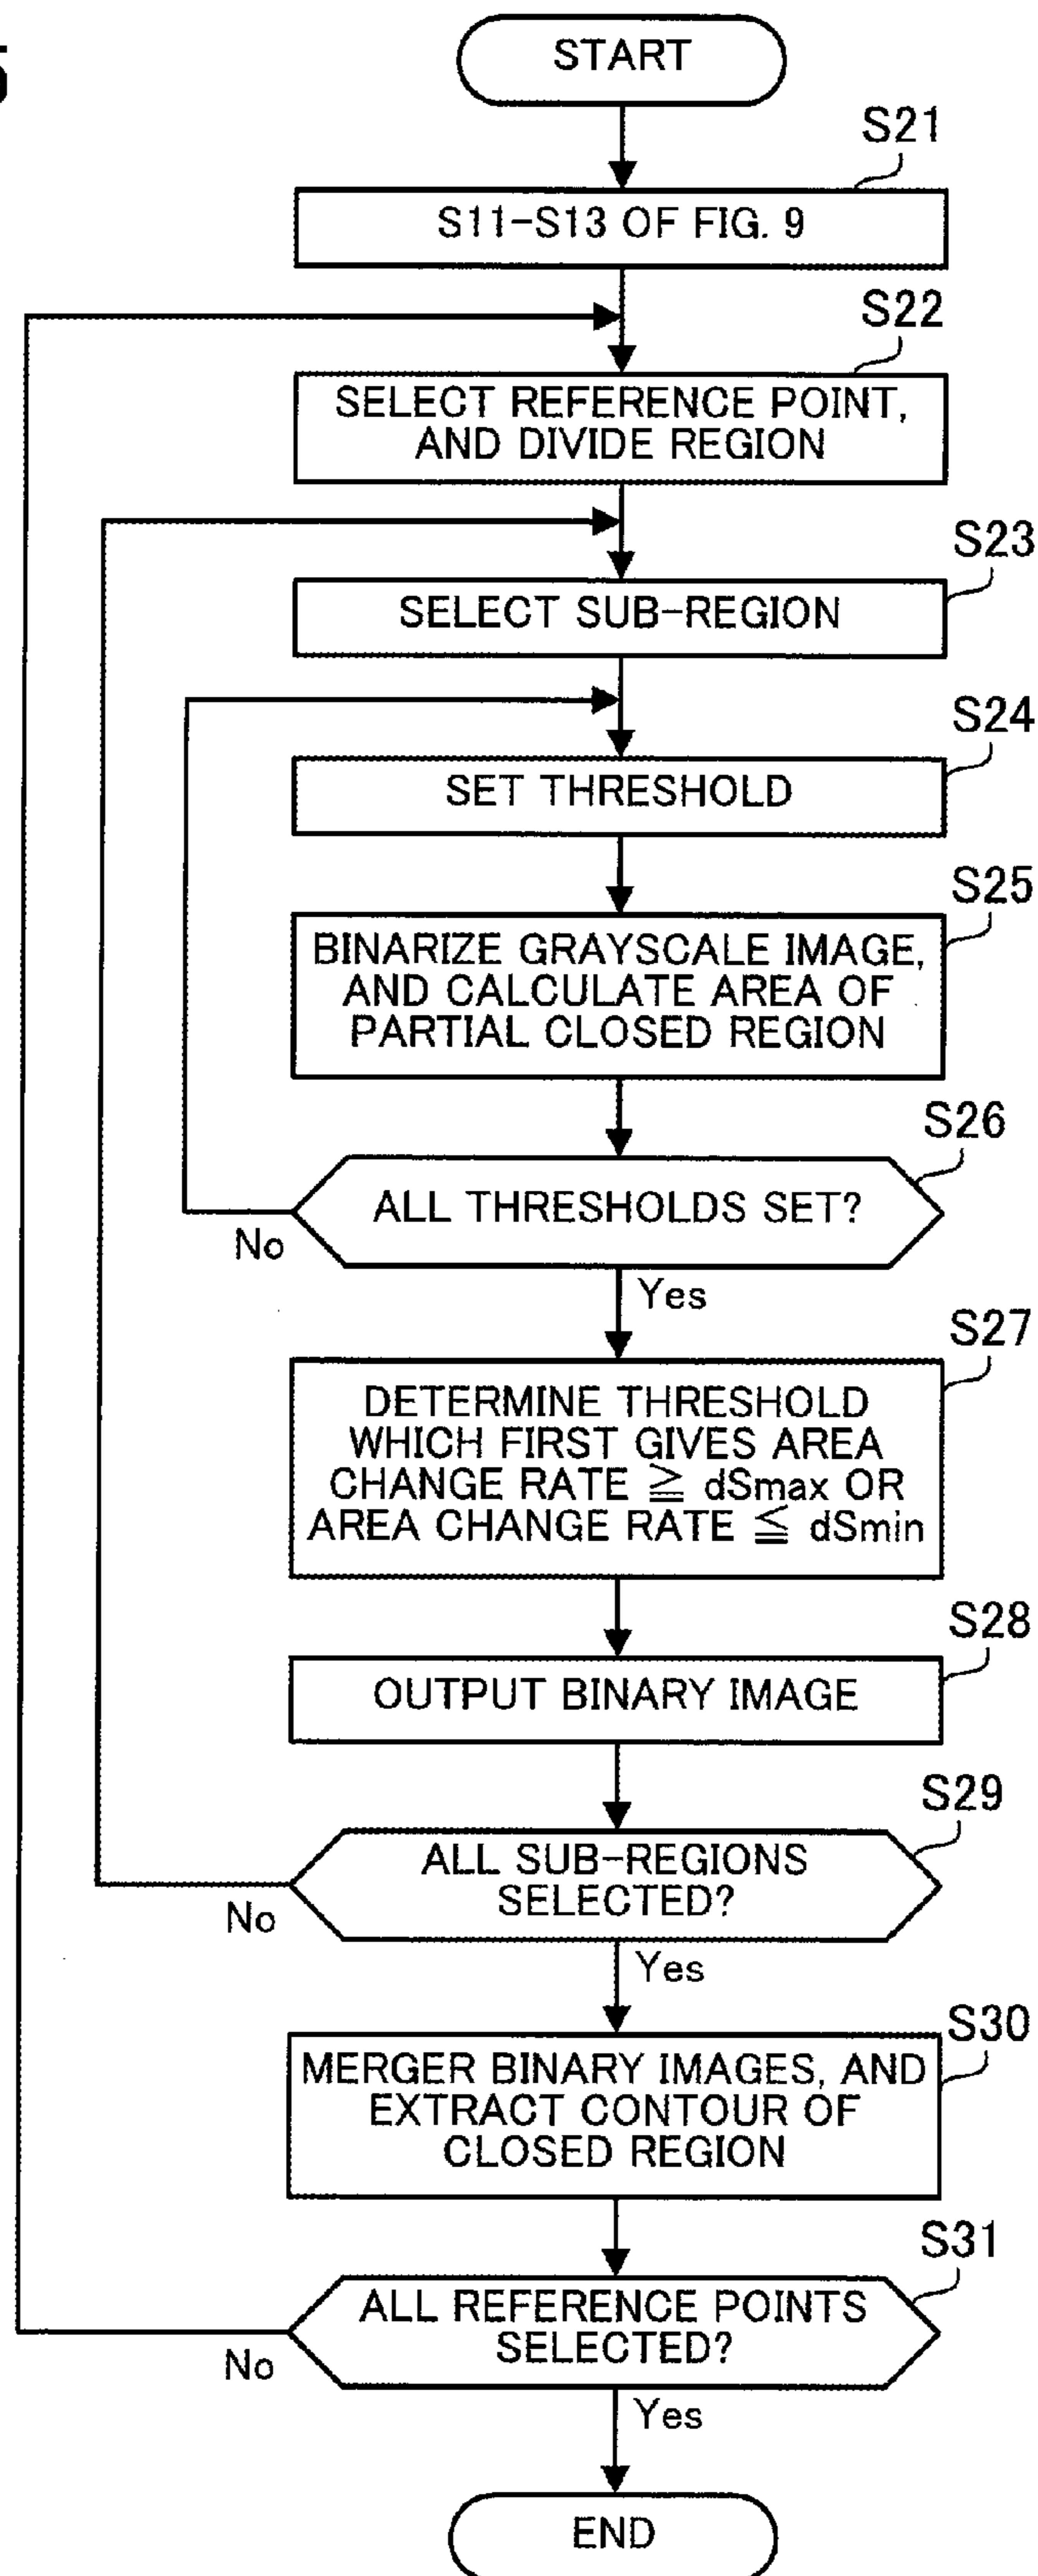 5
START
S21
S11-S13 OF FIG. 9
S22
SELECT REFERENCE POINT,
AND DIVIDE REGION
S23
SELECT SUB-REGION
S24
SET THRESHOLD
S25
BINARIZE GRAYSCALE IMAGE,
AND CALCULATE AREA OF
PARTIAL CLOSED REGION
S26
ALL THRESHOLDS SET?
No
Yes
S27
DETERMINE THRESHOLD
WHICH FIRST GIVES AREA
CHANGE RATE ≧ dSmax OR
AREA CHANGE RATE ≦ dSmin
S28
OUTPUT BINARY IMAGE
S29
ALL SUB-REGIONS
SELECTED?
No
Yes
S30
MERGER BINARY IMAGES, AND
EXTRACT CONTOUR OF
CLOSED REGION
S31
ALL REFERENCE POINTS
SELECTED?
No
Yes
END